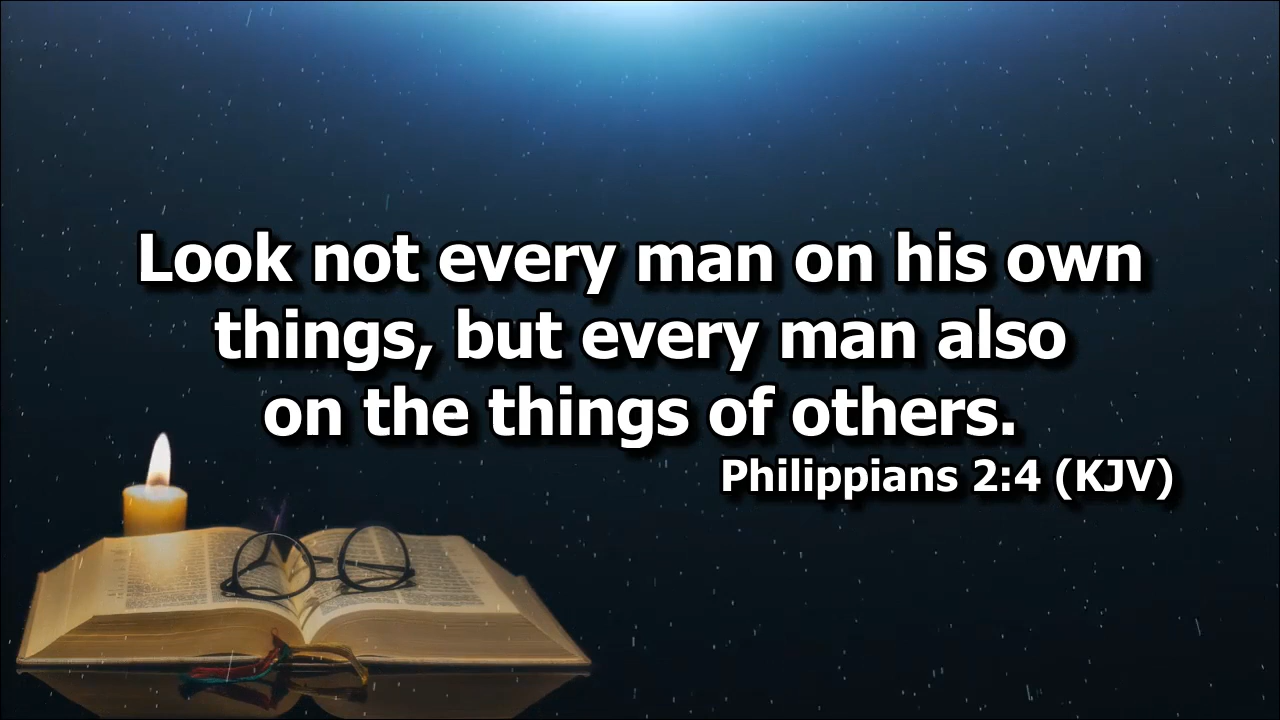 Look not every man on his own
things, but every man also
on the things of others.
Philippians 2:4 (KJV)